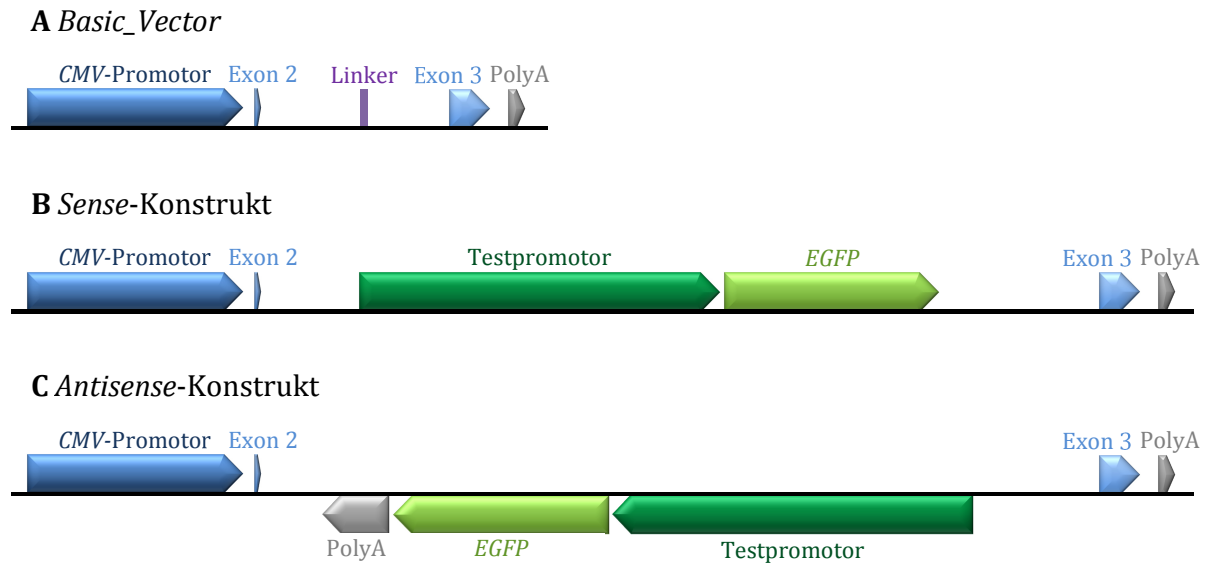 A Basic_Vector
CMV-Promotor Exon 2 Linker Exon 3 PolyA
B Sense-Konstrukt
CMV-Promotor Exon 2 Testpromotor EGFP Exon 3 PolyA
C Antisense-Konstrukt
CMV-Promotor Exon 2 Exon 3 PolyA
PolyA EGFP Testpromotor